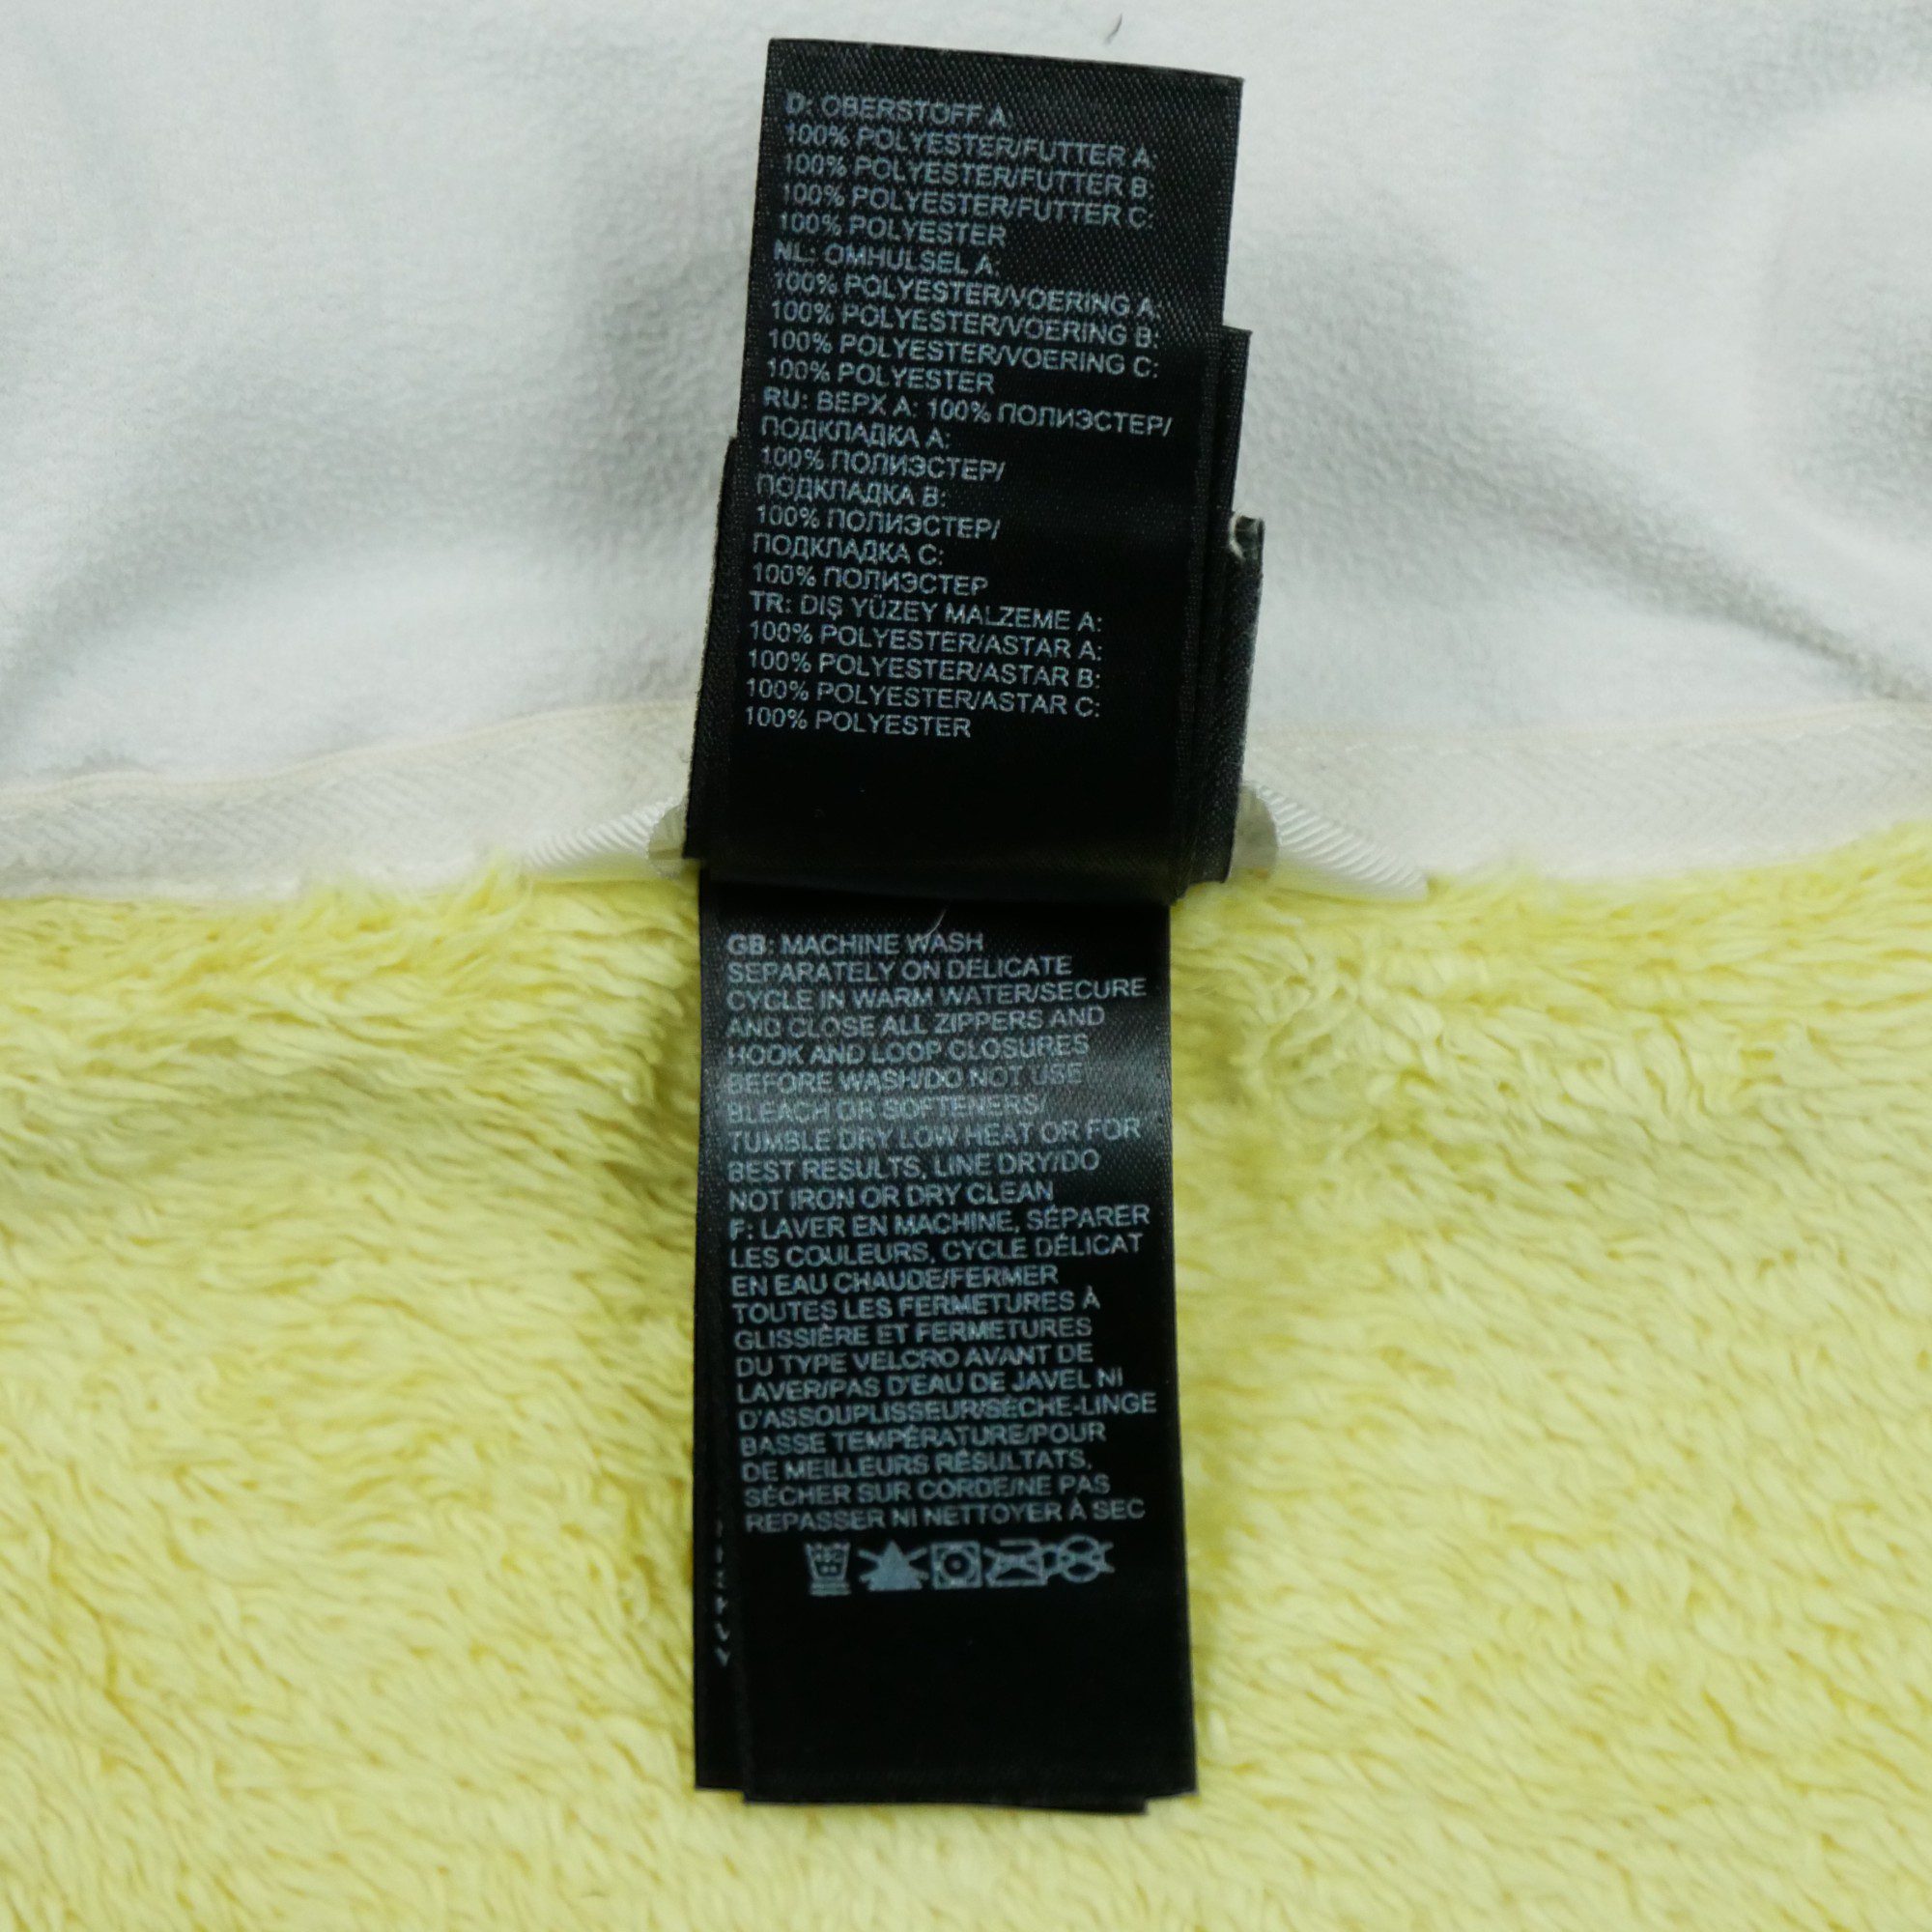 D: OBERSTOFF A:
100% POLYESTER/FUTTER A:
100% POLYESTER/FUTTER B:
100% POLYESTER/FUTTER C:
100% POLYESTER
NL: OMHULSEL A:
100% POLYESTER/VOERING A:
100% POLYESTER/VOERING B:
100% POLYESTER/VOERING C:
100% POLYESTER
RU: ВЕРХ A: 100% ПОЛИЭСТЕР/
ПОДКЛАДКА A:
100% ПОЛИЭСТЕР/
ПОДКЛАДКА B:
100% ПОЛИЭСТЕР/
ПОДКЛАДКА C:
100% ПОЛИЭСТЕР
TR: DIŞ YÜZEY MALZEME A:
100% POLYESTER/ASTAR A:
100% POLYESTER/ASTAR B:
100% POLYESTER/ASTAR C:
100% POLYESTER
GB: MACHINE WASH
SEPARATELY ON DELICATE
CYCLE IN WARM WATER/SECURE
AND CLOSE ALL ZIPPERS AND
HOOK AND LOOP CLOSURES
BEFORE WASH/DO NOT USE
BLEACH OR SOFTENERS/
TUMBLE DRY LOW HEAT OR FOR
BEST RESULTS, LINE DRY/DO
NOT IRON OR DRY CLEAN
F: LAVER EN MACHINE, SÉPARER
LES COULEURS, CYCLE DÉLICAT
EN EAU CHAUDE/FERMER
TOUTES LES FERMETURES À
GLISSIÈRE ET FERMETURES
DU TYPE VELCRO AVANT DE
LAVER/PAS D'EAU DE JAVEL NI
D'ASSOUPLISSEUR/SÈCHE-LINGE
BASSE TEMPÉRATURE/POUR
DE MEILLEURS RÉSULTATS,
SÉCHER SUR CORDE/NE PAS
REPASSER NI NETTOYER À SEC